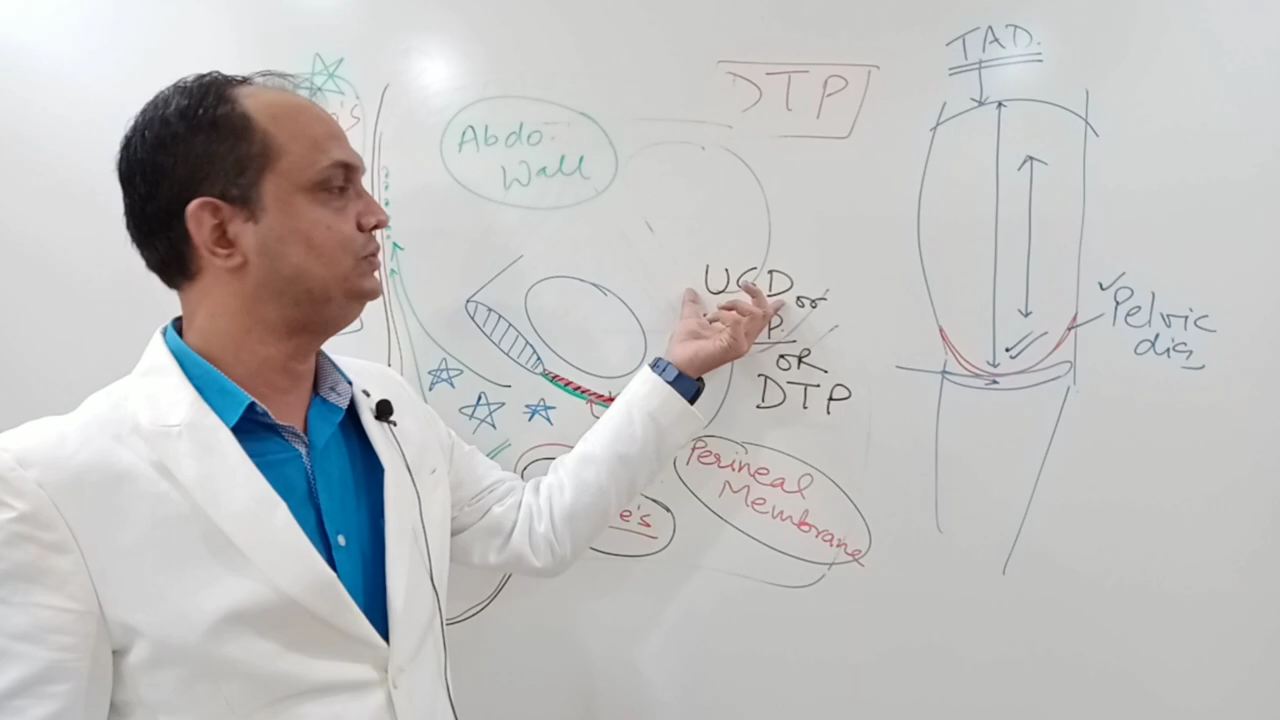 TAD.
DTP
Abdo.
Wall
UGD or
P.
OR
DTP
Pelvic
dia
Perineal
Membrane
e's
's